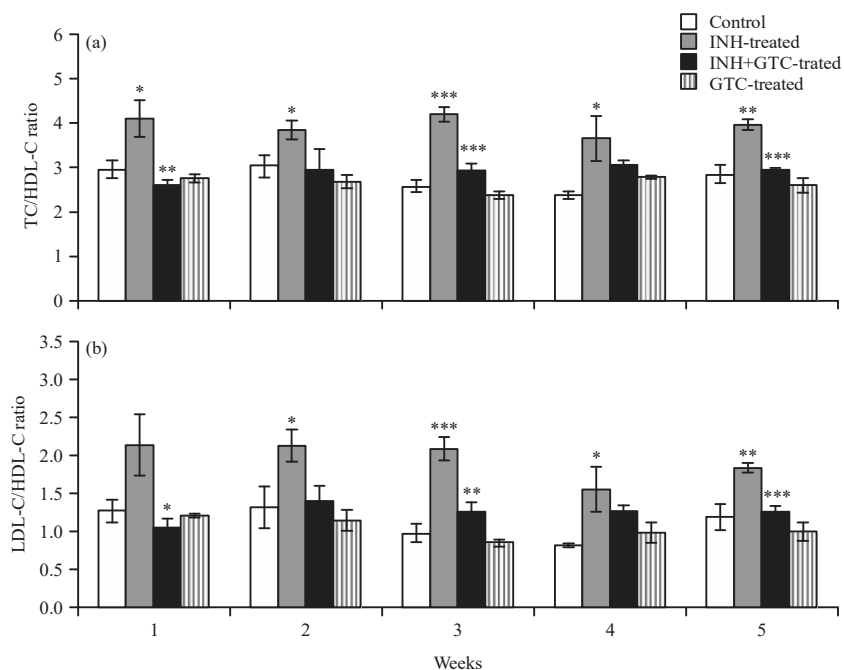 Control
INH-treated
INH+GTC-trated
GTC-treated
(a)
TC/HDL-C ratio
6
5
4
3
2
1
0
* ** * *** *** * ** ***
(b)
LDL-C/HDL-C ratio
3.0
2.5
2.0
1.5
1.0
0.5
0.0
* * *** ** * ** ***
1 2 3 4 5
Weeks